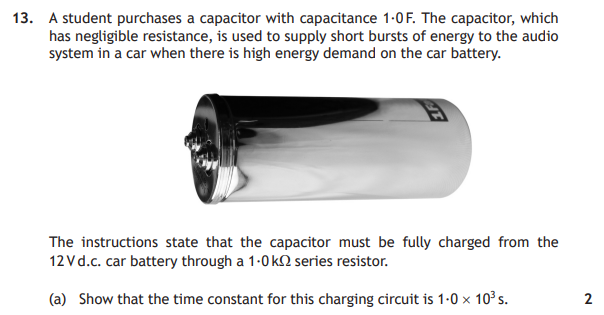 13. A student purchases a capacitor with capacitance 1·0 F. The capacitor, which
has negligible resistance, is used to supply short bursts of energy to the audio
system in a car when there is high energy demand on the car battery.
The instructions state that the capacitor must be fully charged from the
12 V d.c. car battery through a 1·0 kΩ series resistor.
(a) Show that the time constant for this charging circuit is 1·0 × 10³ s. 2